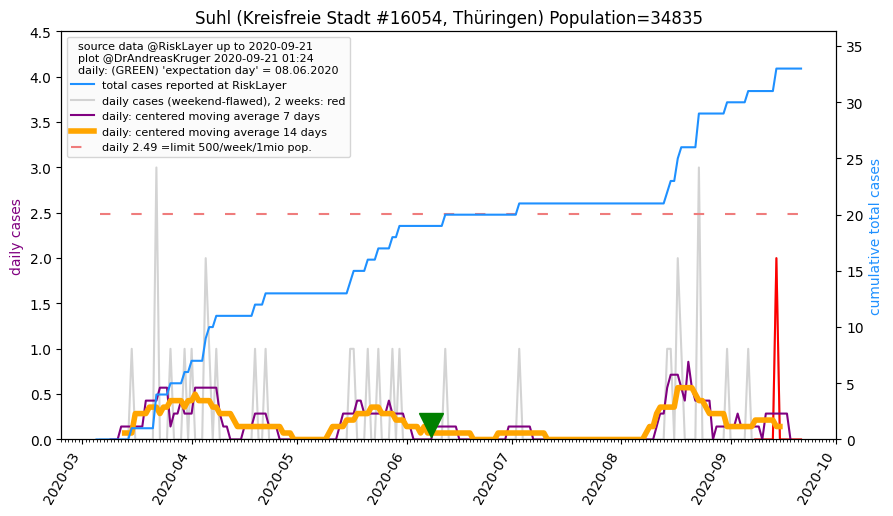 Suhl (Kreisfreie Stadt #16054, Thüringen) Population=34835
source data @RiskLayer up to 2020-09-21
plot @DrAndreasKruger 2020-09-21 01:24
daily: (GREEN) 'expectation day' = 08.06.2020
total cases reported at RiskLayer
daily cases (weekend-flawed), 2 weeks: red
daily: centered moving average 7 days
daily: centered moving average 14 days
daily 2.49 =limit 500/week/1mio pop.
daily cases
4.5
4.0
3.5
3.0
2.5
2.0
1.5
1.0
0.5
0.0
35
30
25
20
15
10
5
0
cumulative total cases
2020-03
2020-04
2020-05
2020-06
2020-07
2020-08
2020-09
2020-10